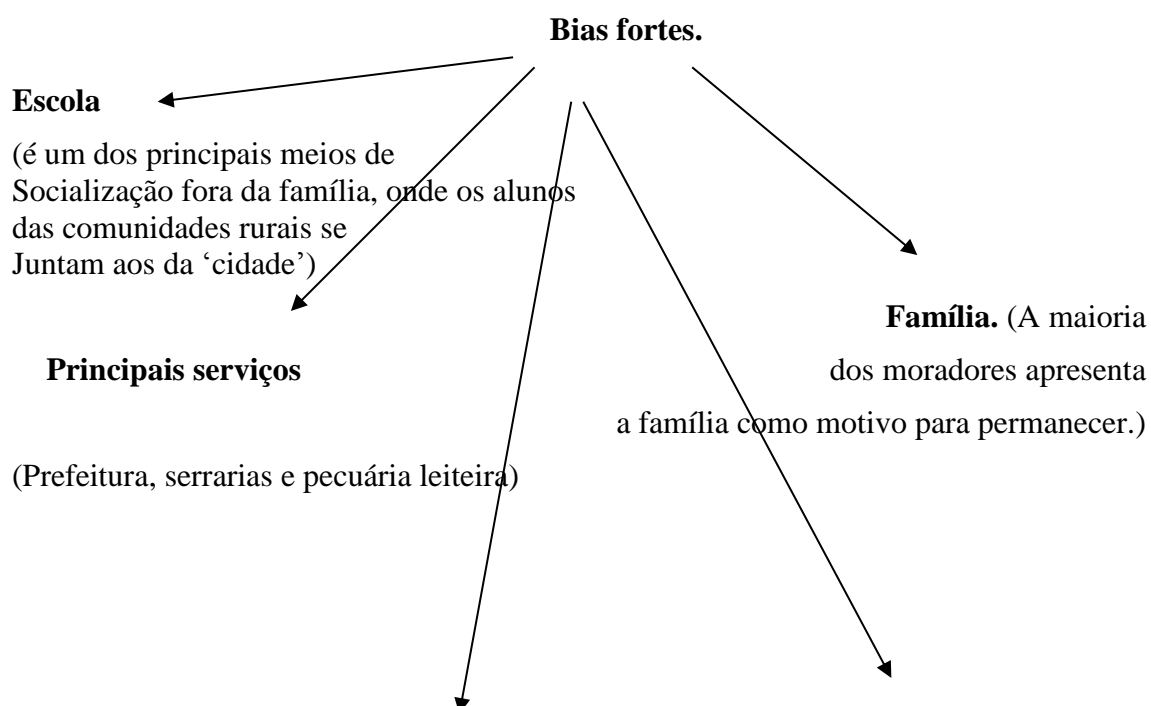 Bias fortes.
Escola
(é um dos principais meios de
Socialização fora da família, onde os alunos
das comunidades rurais se
Juntam aos da ‘cidade’)
Família. (A maioria
dos moradores apresenta
a família como motivo para permanecer.)
Principais serviços
(Prefeitura, serrarias e pecuária leiteira)